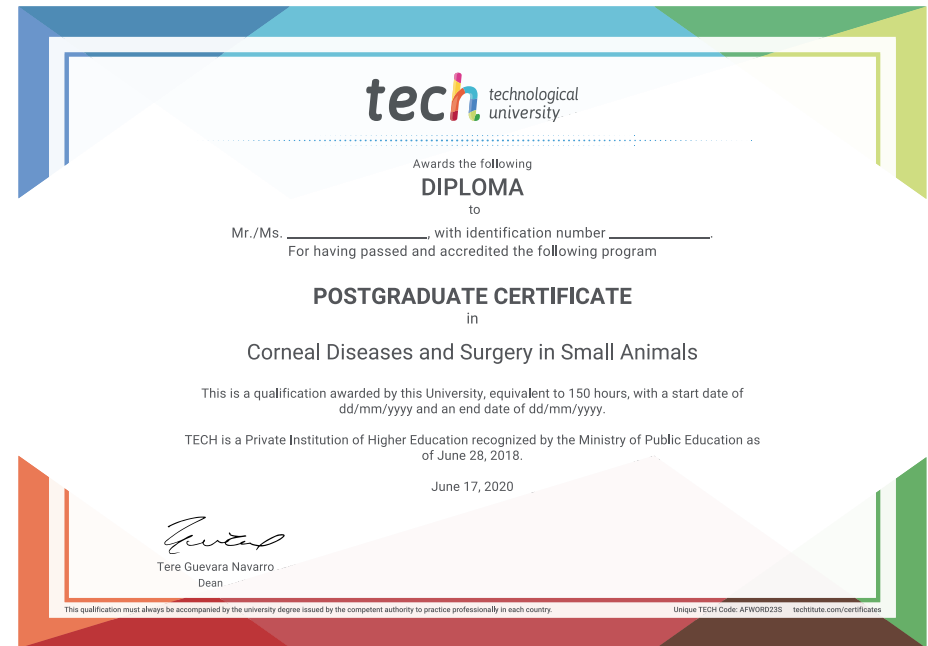 tech technological
university
Awards the following
DIPLOMA
to
Mr./Ms. ____________________, with identification number ______________.
For having passed and accredited the following program
POSTGRADUATE CERTIFICATE
in
Corneal Diseases and Surgery in Small Animals
This is a qualification awarded by this University, equivalent to 150 hours, with a start date of
dd/mm/yyyy and an end date of dd/mm/yyyy.
TECH is a Private Institution of Higher Education recognized by the Ministry of Public Education as
of June 28, 2018.
June 17, 2020
Tere Guevara Navarro
Dean
This qualification must always be accompanied by the university degree issued by the competent authority to practice professionally in each country.
Unique TECH Code: AFWORD23S techtitute.com/certificates